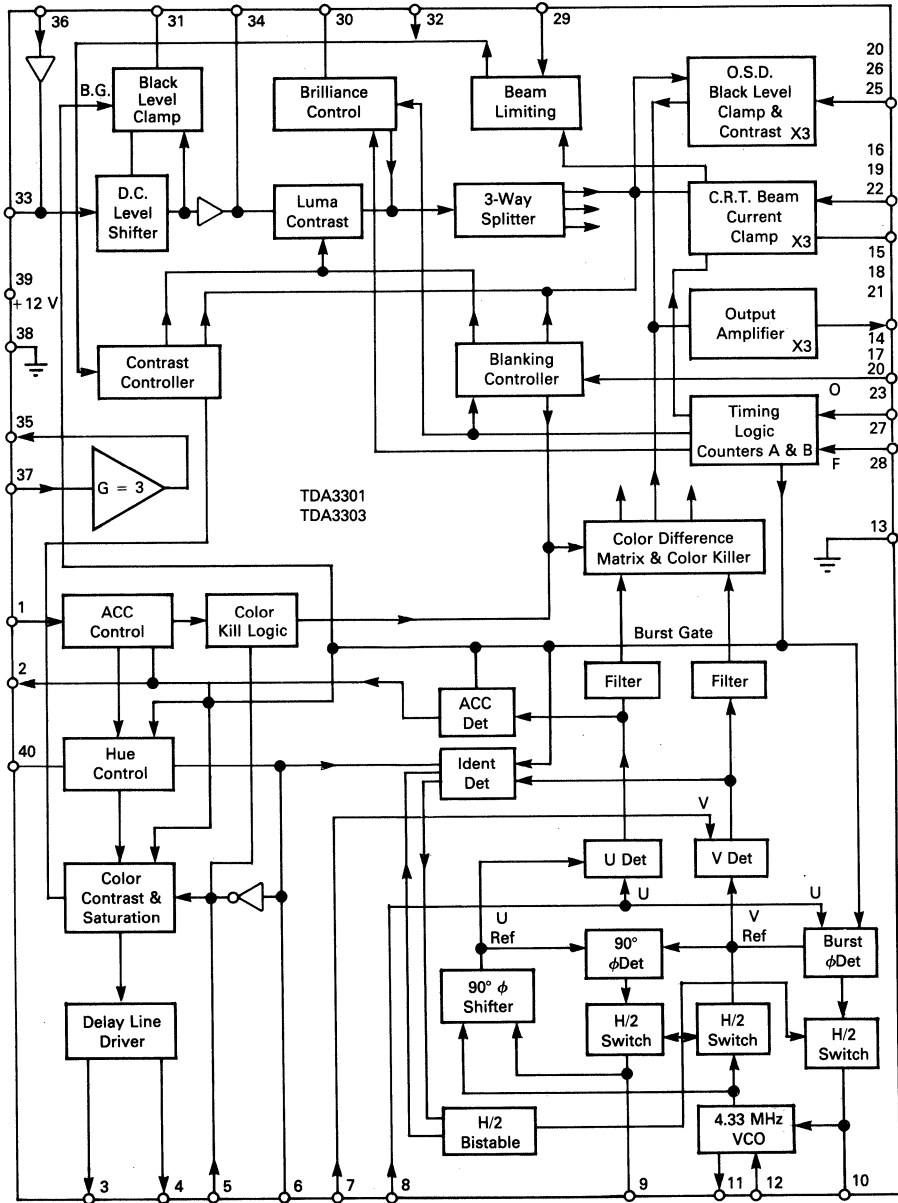 36
31
34
30
32
29
B.G.
Black
Level
Clamp
Brilliance
Control
Beam
Limiting
O.S.D.
Black Level
Clamp &
Contrast
X3
20
26
25
33
D.C.
Level
Shifter
Luma
Contrast
3-Way
Splitter
C.R.T. Beam
Current
Clamp
X3
16
19
22
15
18
21
39
+12 V
38
Contrast
Controller
Blanking
Controller
Output
Amplifier
X3
14
17
20
35
37
G = 3
TDA3301
TDA3303
Timing
Logic
Counters A & B
O
F
23
27
28
Color Difference
Matrix & Color Killer
13
1
ACC
Control
Color
Kill Logic
Burst Gate
2
ACC
Det
Filter
Filter
40
Hue
Control
Ident
Det
V
U Det
V Det
Color
Contrast &
Saturation
U
Ref
U
V
Ref
U
90°
ϕDet
Burst
ϕDet
90° ϕ
Shifter
Delay Line
Driver
H/2
Switch
H/2
Switch
H/2
Switch
H/2
Bistable
4.33 MHz
VCO
3
4
5
6
7
8
9
11
12
10